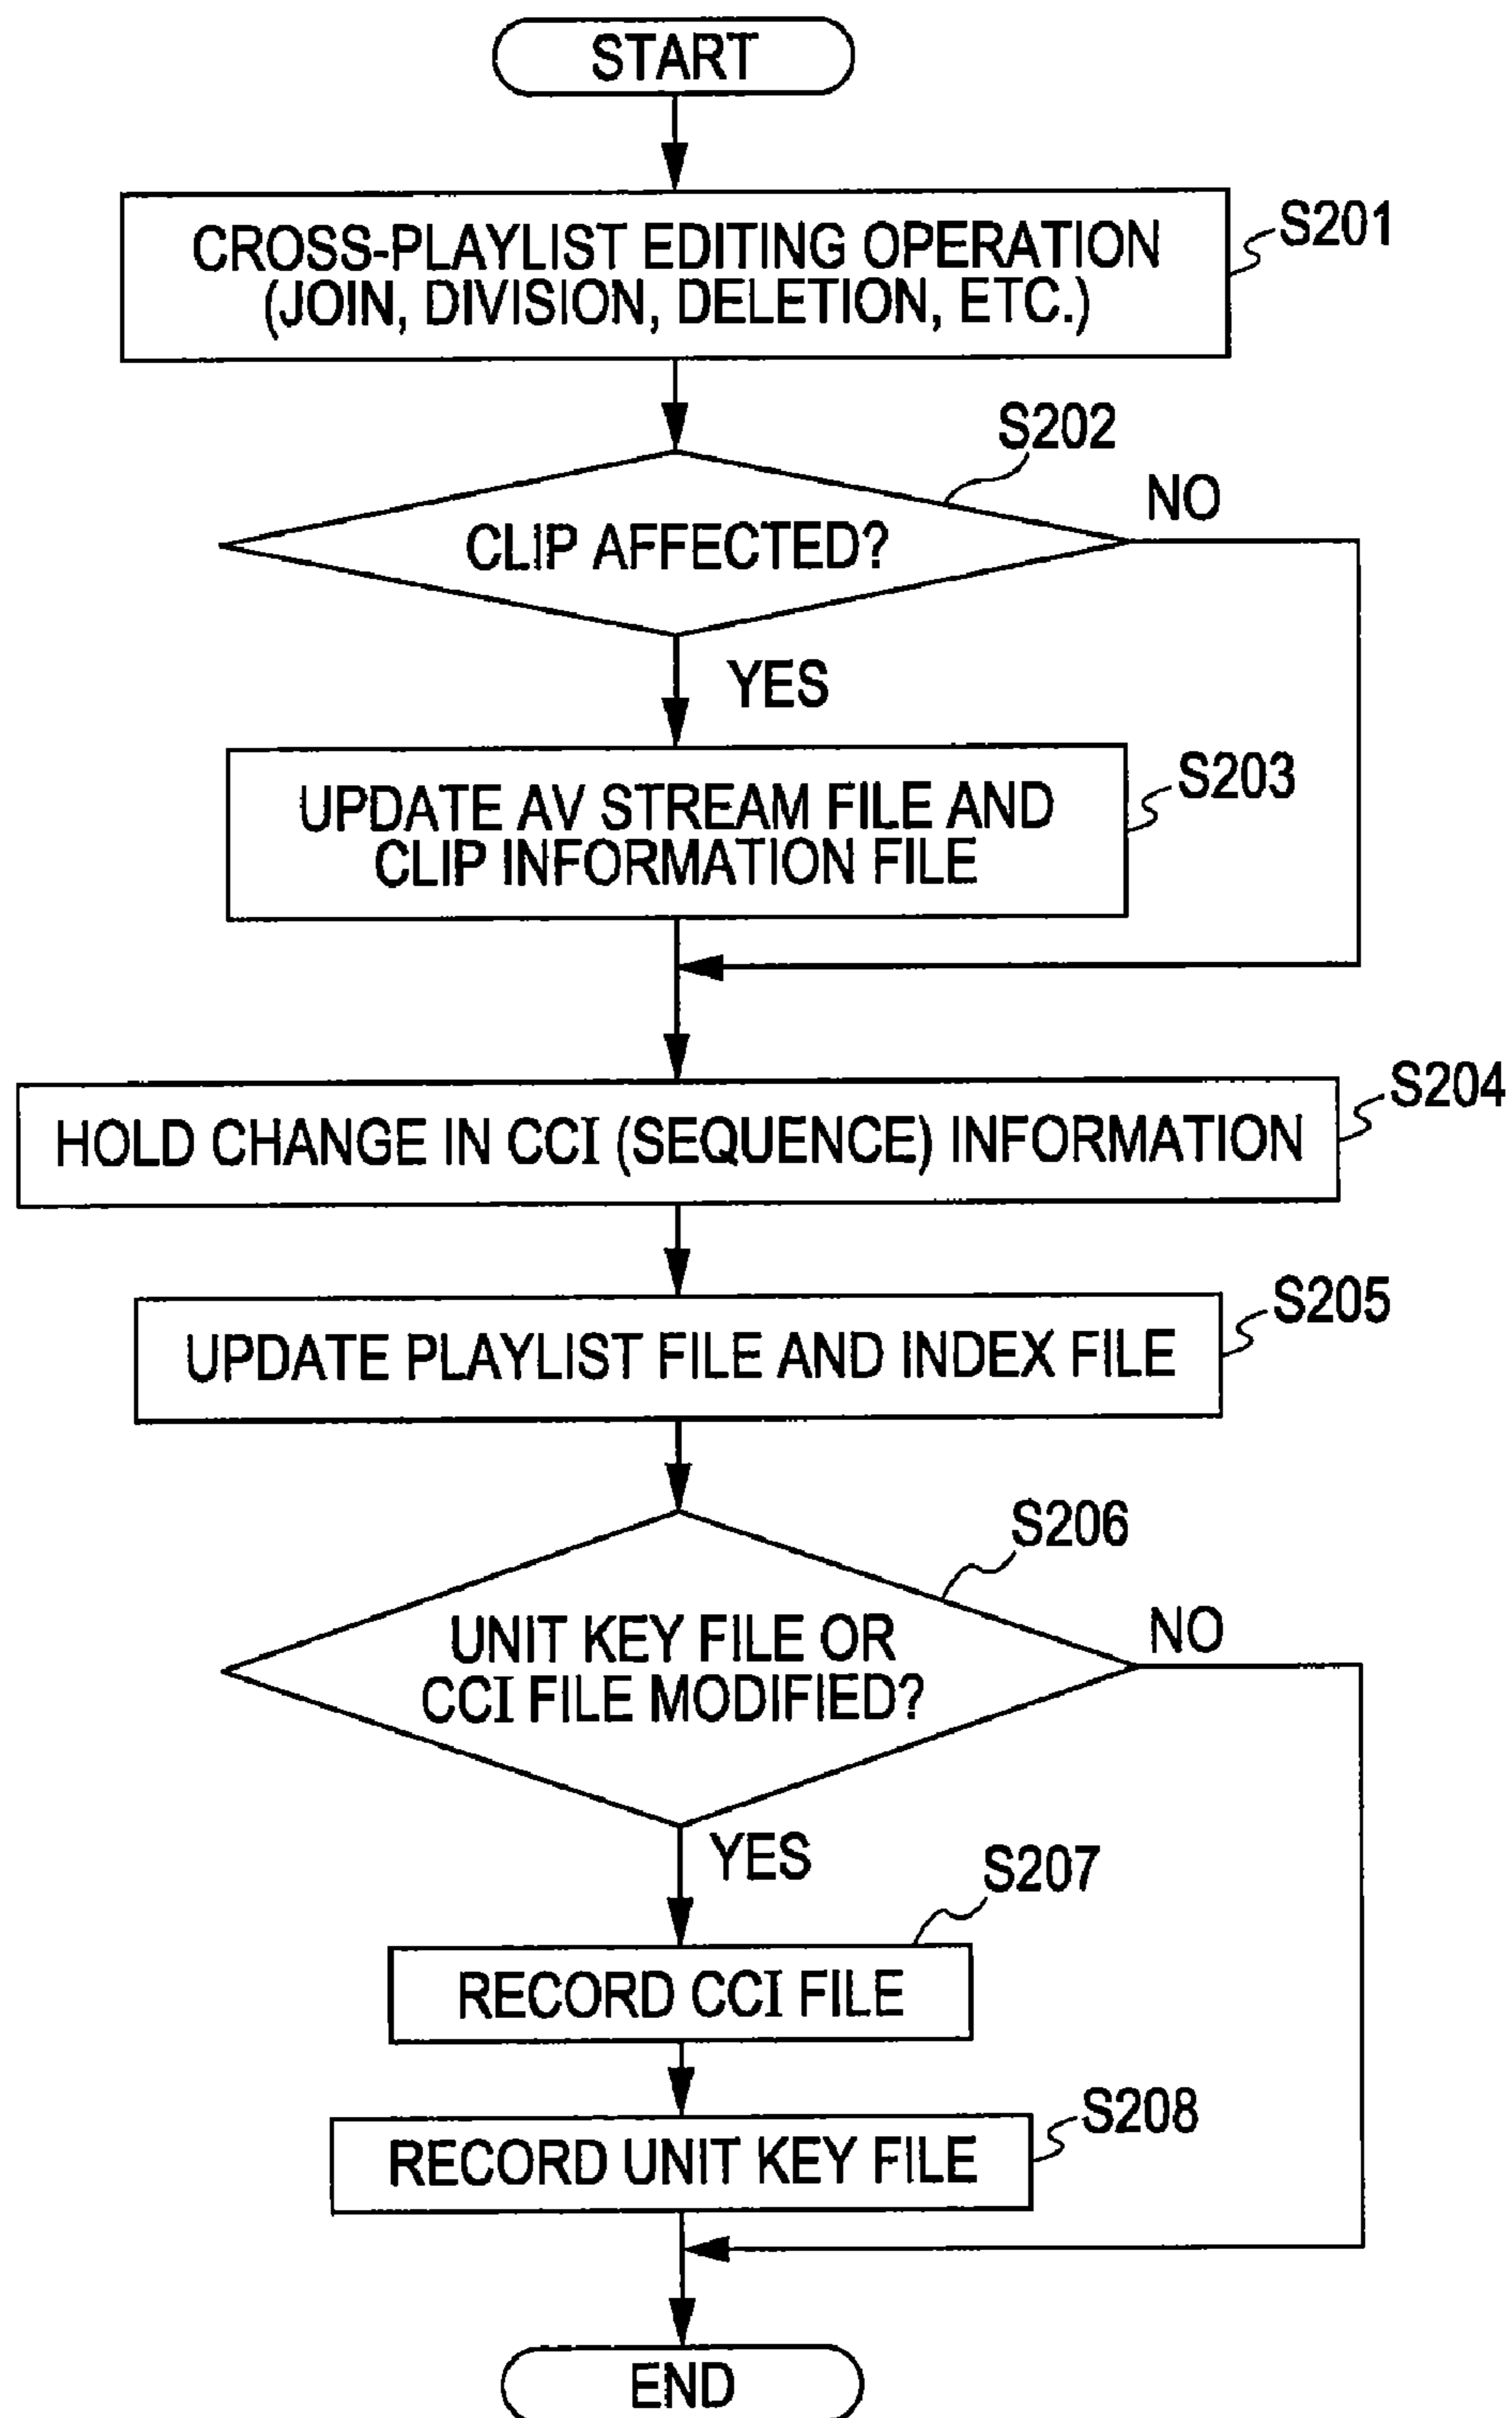 START
CROSS-PLAYLIST EDITING OPERATION
(JOIN, DIVISION, DELETION, ETC.)
S201
S202
CLIP AFFECTED?
NO
YES
UPDATE AV STREAM FILE AND
CLIP INFORMATION FILE
S203
HOLD CHANGE IN CCI (SEQUENCE) INFORMATION
S204
UPDATE PLAYLIST FILE AND INDEX FILE
S205
S206
UNIT KEY FILE OR
CCI FILE MODIFIED?
NO
YES
S207
RECORD CCI FILE
RECORD UNIT KEY FILE
S208
END